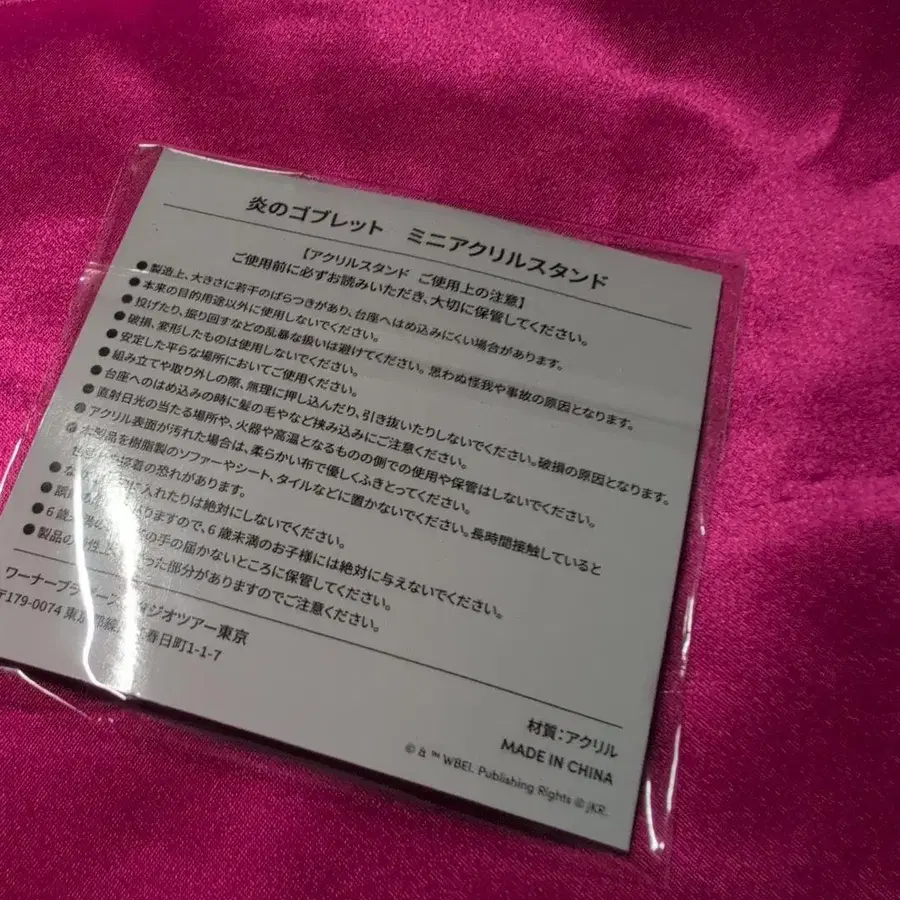 炎のゴブレット ミニアクリルスタンド
【アクリルスタンド ご使用上の注意】
ご使用前に必ずお読みいただき、大切に保管してください。
●製造上、大きさに若干のばらつきがあり、台座へはめ込みにくい場合があります。
●本来の目的用途以外に使用しないでください。
●投げたり、振り回すなどの乱暴な扱いは避けてください。思わぬ怪我や事故の原因となります。
●破損、変形したものは使用しないでください。
●安定した平らな場所においてご使用ください。
●組み立てや取り外しの際、無理に押し込んだり、引き抜いたりしないでください。破損の原因となります。
●台座へのはめ込みの時に髪の毛やなど挟み込みにご注意ください。
●直射日光の当たる場所や、火器や高温となるものの側での使用や保管はしないでください。
●アクリル表面が汚れた場合は、柔らかい布で優しくふきとってください。
●本製品を樹脂製のソファーやシート、タイルなどに置かないでください。長時間接触していると
接着の恐れがあります。
●な 入れたりは絶対にしないでください。
●誤 りますので、6歳未満のお子様には絶対に与えないでください。
●6歳 の手の届かないところに保管してください。
●製品の特性上 った部分がありますのでご注意ください。
ワーナーブラ ジオツアー東京
〒179-0074 東京都練 春日町1-1-7
材質：アクリル
MADE IN CHINA
© & ™ WBEI. Publishing Rights © JKR.